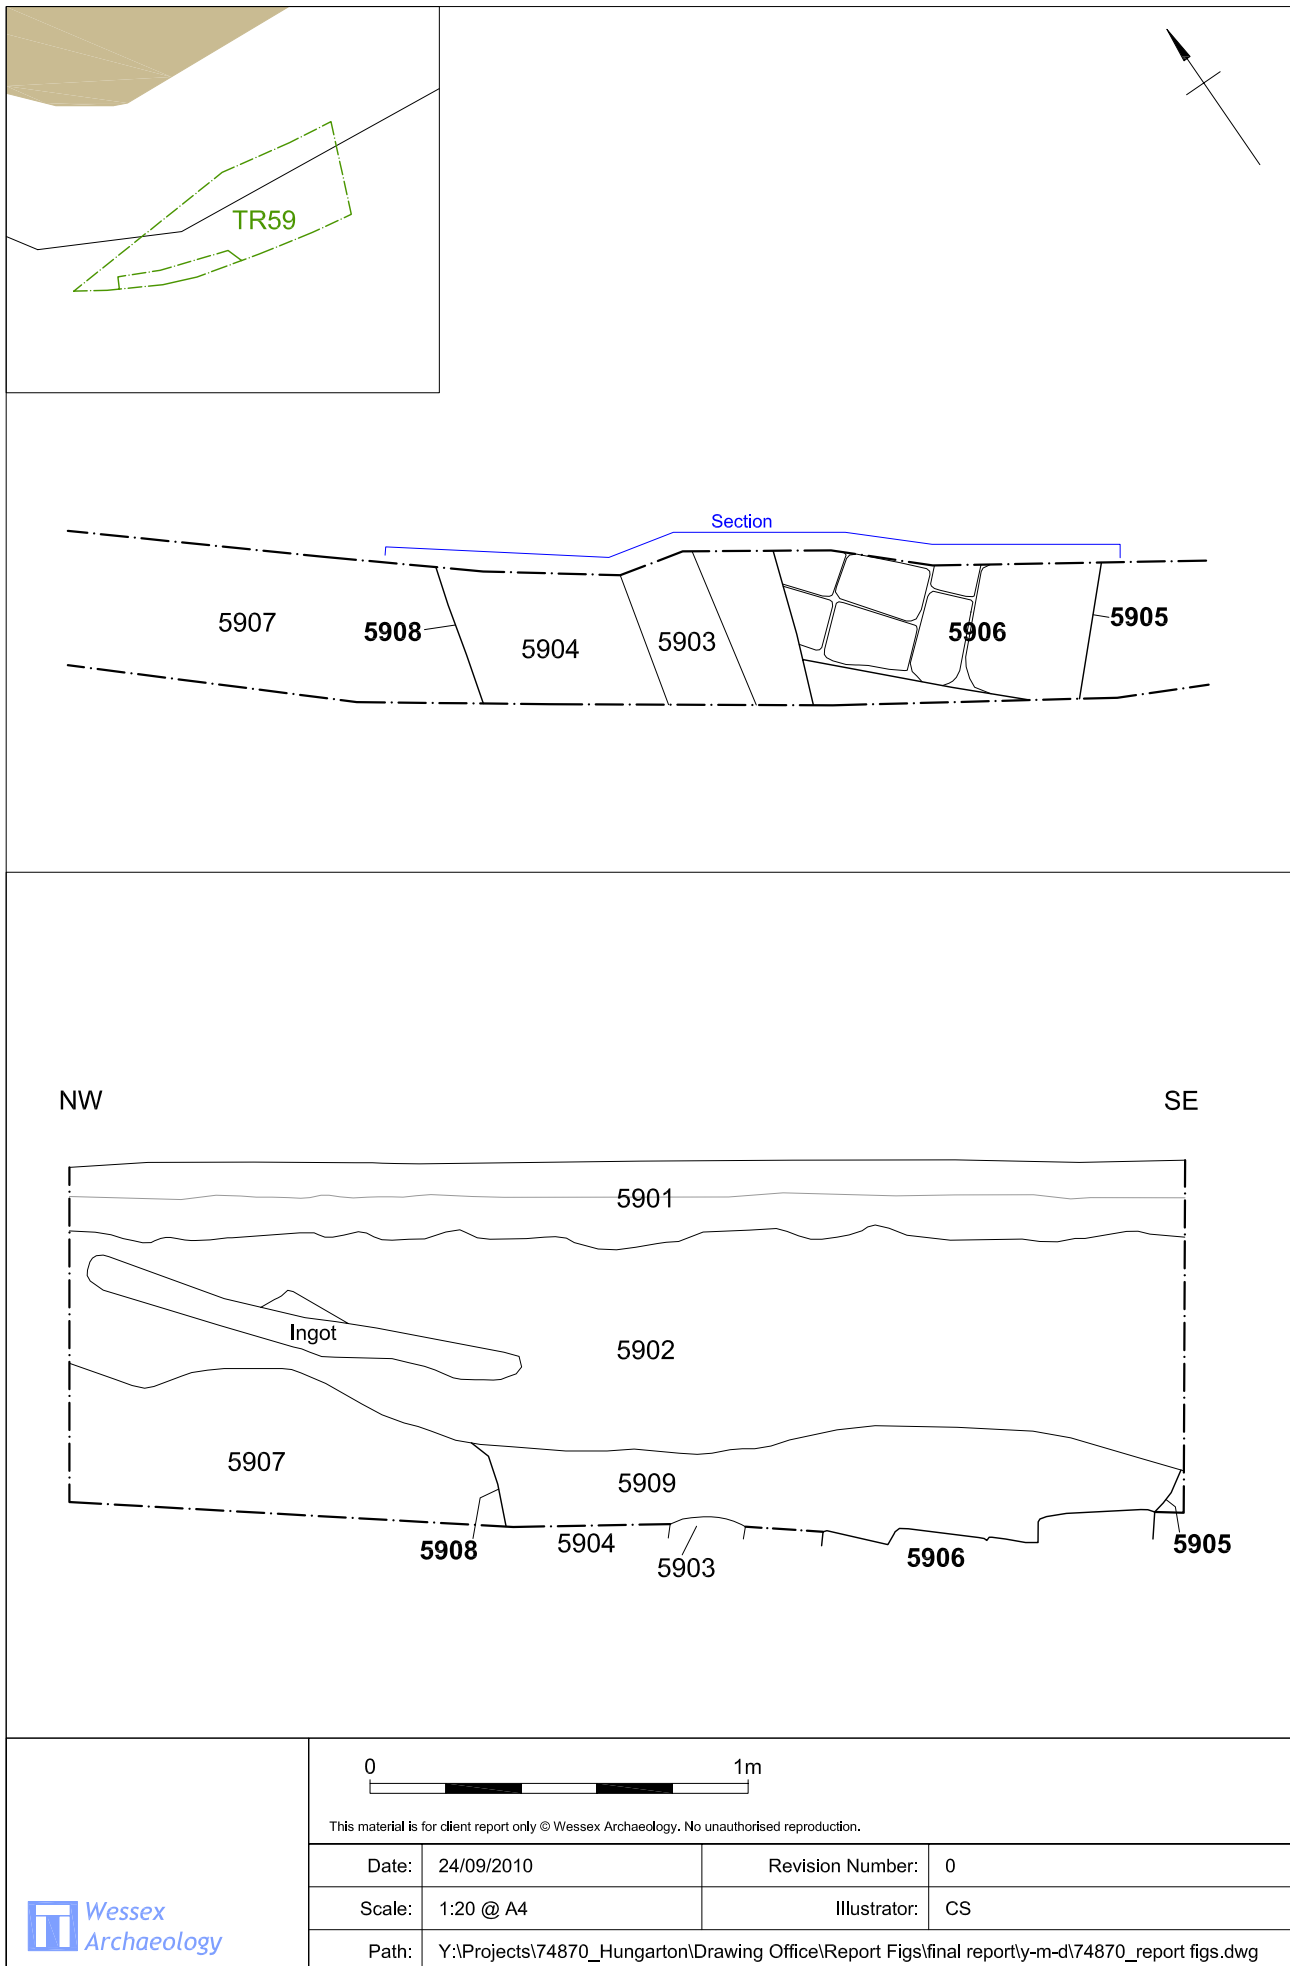 TR59
Section
5907
5908
5904
5903
5906
5905
NW
SE
5901
Ingot
5902
5907
5909
5908
5904
5903
5906
5905
0 1m
This material is for client report only © Wessex Archaeology. No unauthorised reproduction.
Date: 24/09/2010 Revision Number: 0
Scale: 1:20 @ A4 Illustrator: CS
Path: Y:\Projects\74870_Hungarton\Drawing Office\Report Figs\final report\y-m-d\74870_report figs.dwg
Wessex
Archaeology